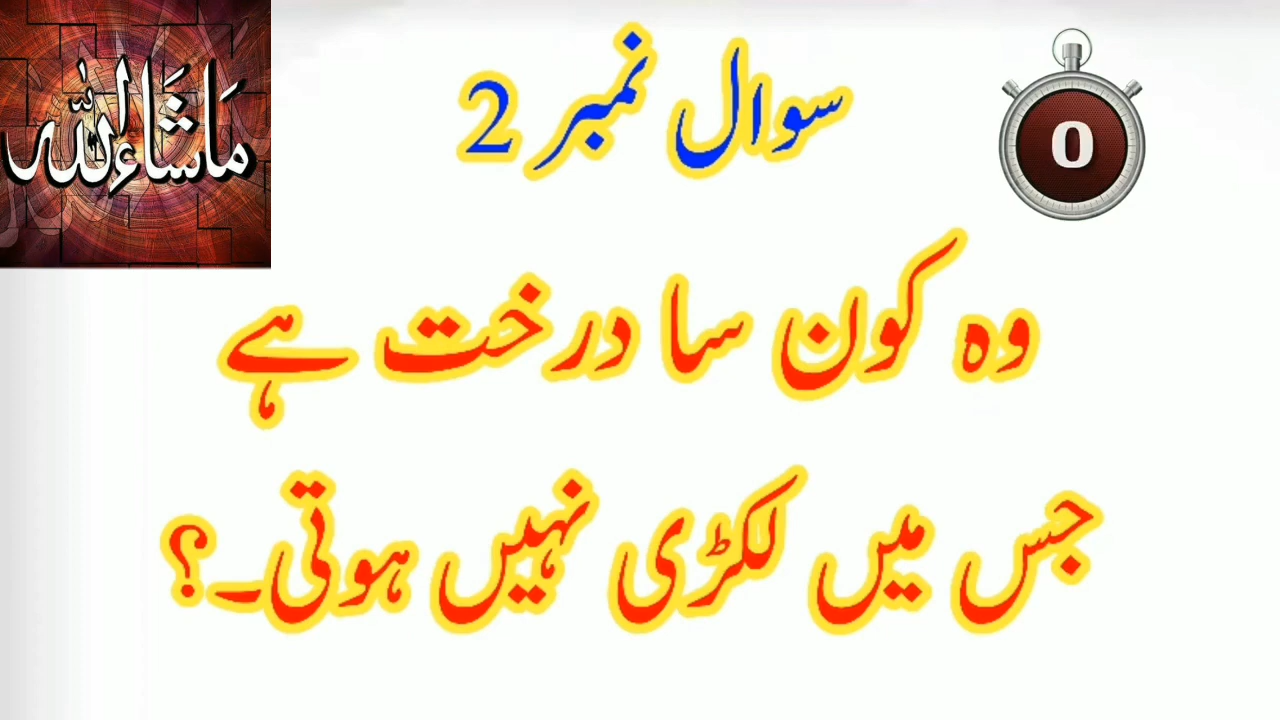 ماشاءاللہ
سوال نمبر 2
0
وہ کون سا درخت ہے
جس میں لکڑی نہیں ہوتی۔؟